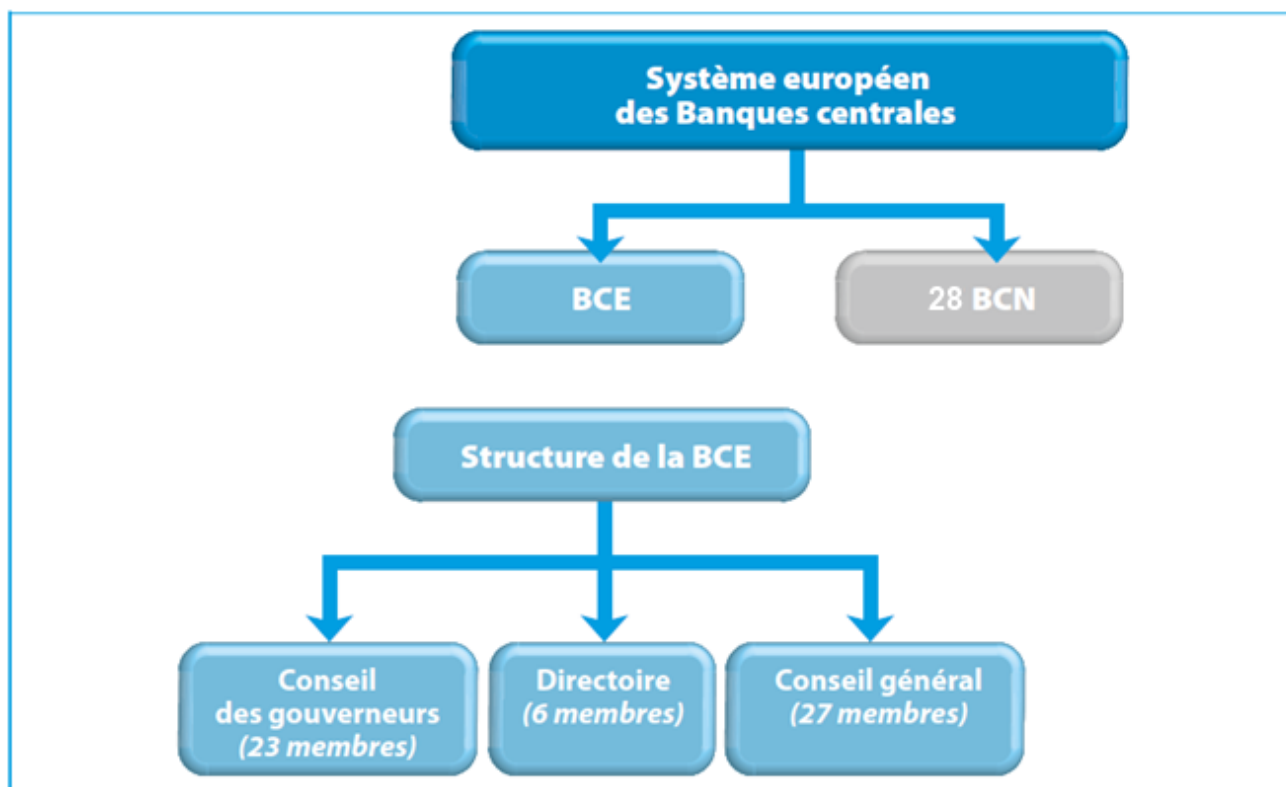 Système européen
des Banques centrales
BCE
28 BCN
Structure de la BCE
Conseil
des gouverneurs
(23 membres)
Directoire
(6 membres)
Conseil général
(27 membres)